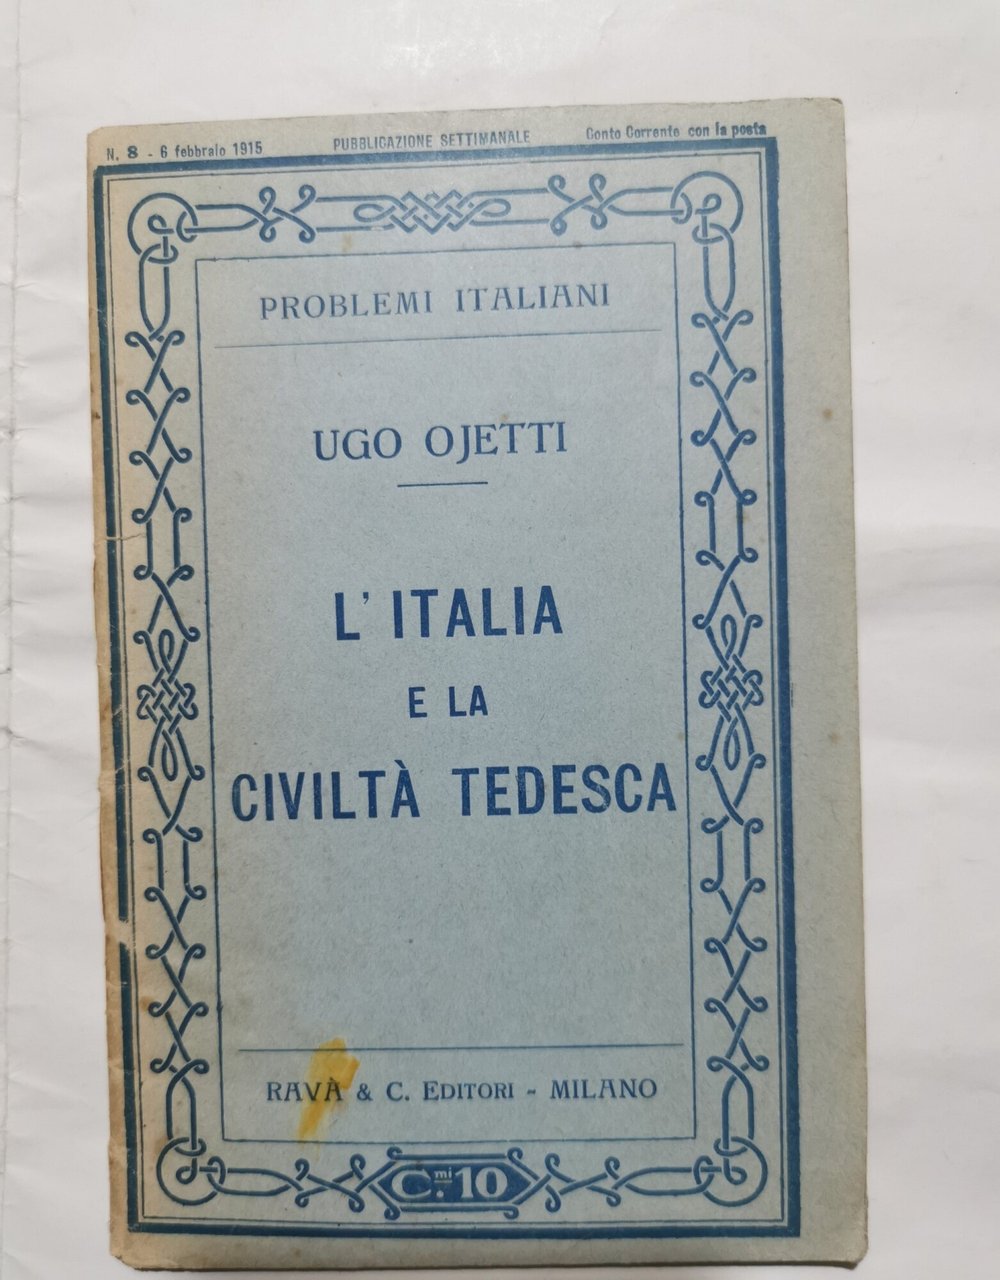 N. 8 - 6 febbraio 1915 PUBBLICAZIONE SETTIMANALE Conto Corrente con la posta
PROBLEMI ITALIANI
UGO OJETTI
L'ITALIA
E LA
CIVILTÀ TEDESCA
RAVÀ & C. EDITORI - MILANO
C.mi 10